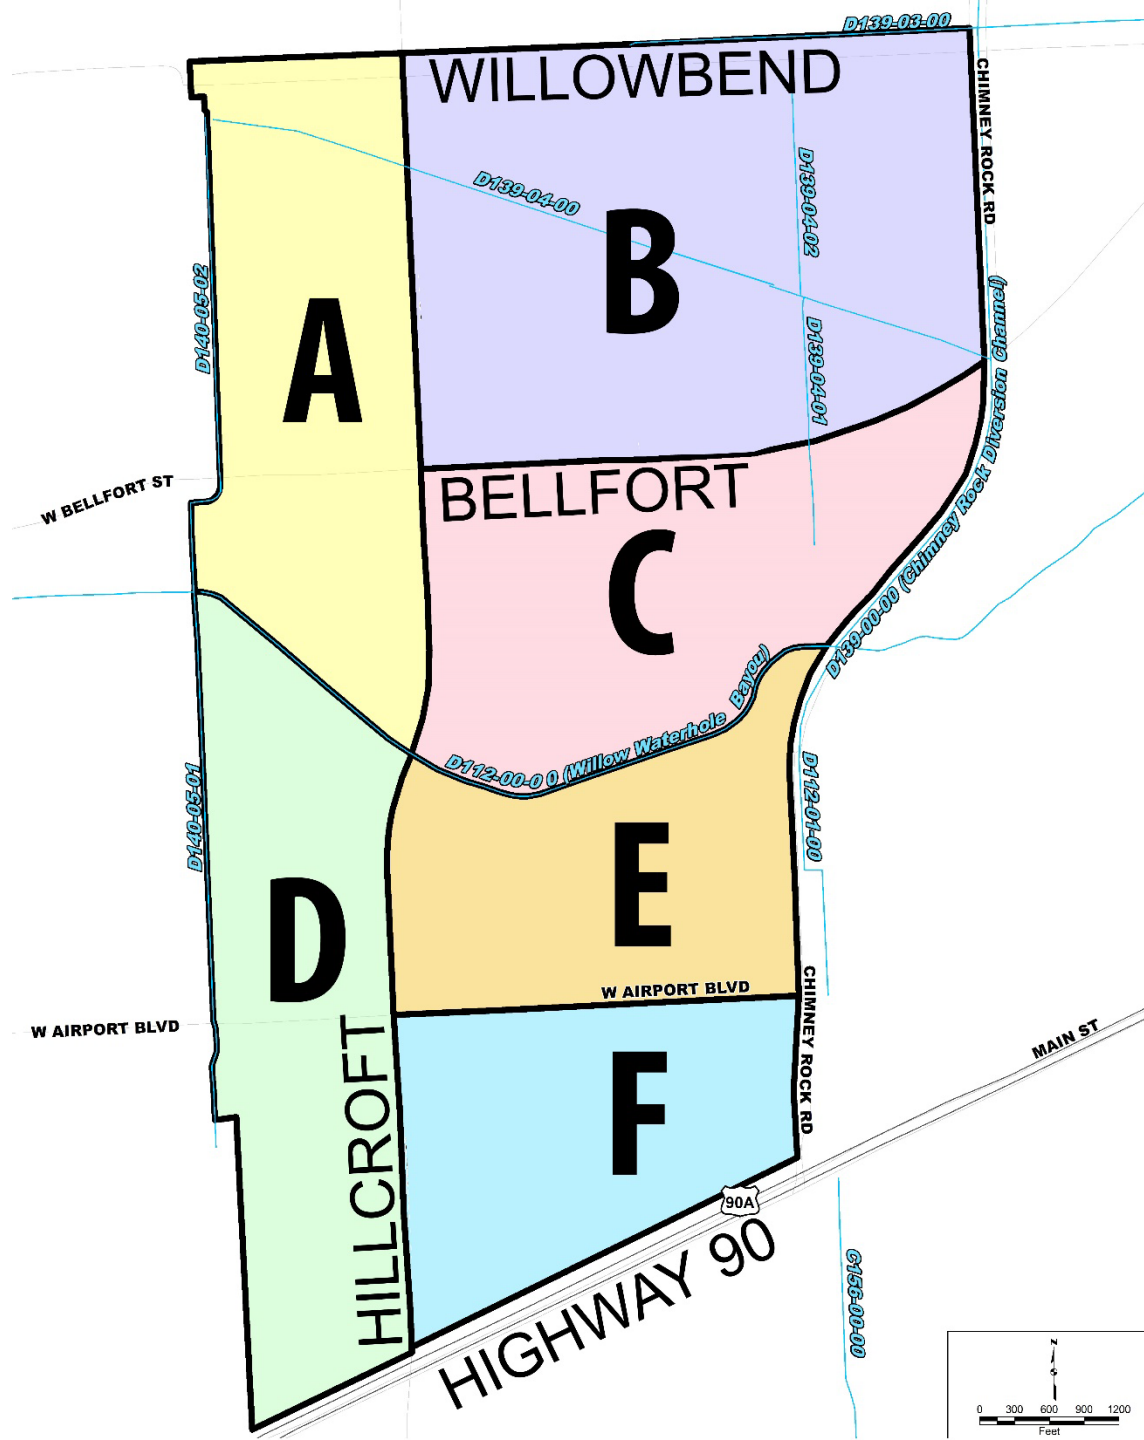 D139-03-00
WILLOWBEND
CHIMNEY ROCK RD
D139-04-00
D139-04-02
B
D140-05-02
A
D139-04-01
D139-00-00 (Chimney Rock Diversion Channel)
W BELLFORT ST
BELLFORT
C
D112-00-0 0 (Willow Waterhole Bayou)
D140-05-01
D112-01-00
E
D
W AIRPORT BLVD
W AIRPORT BLVD
CHIMNEY ROCK RD
HILLCROFT
F
MAIN ST
90A
HIGHWAY 90
C156-00-00
N
0 300 600 900 1200
Feet